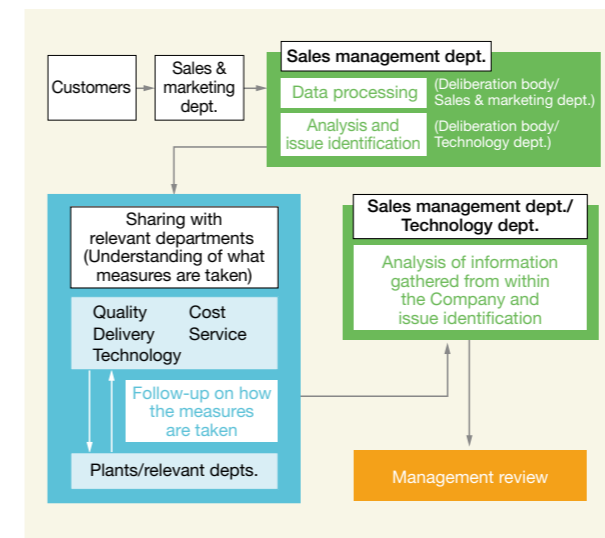 Customers
Sales &
marketing
dept.
Sales management dept.
Data processing
(Deliberation body/
Sales & marketing dept.)
Analysis and
issue identification
(Deliberation body/
Technology dept.)
Sharing with
relevant departments
(Understanding of what
measures are taken)
Quality Cost
Delivery Service
Technology
Follow-up on how
the measures
are taken
Plants/relevant depts.
Sales management dept./
Technology dept.
Analysis of information
gathered from within
the Company and
issue identification
Management review